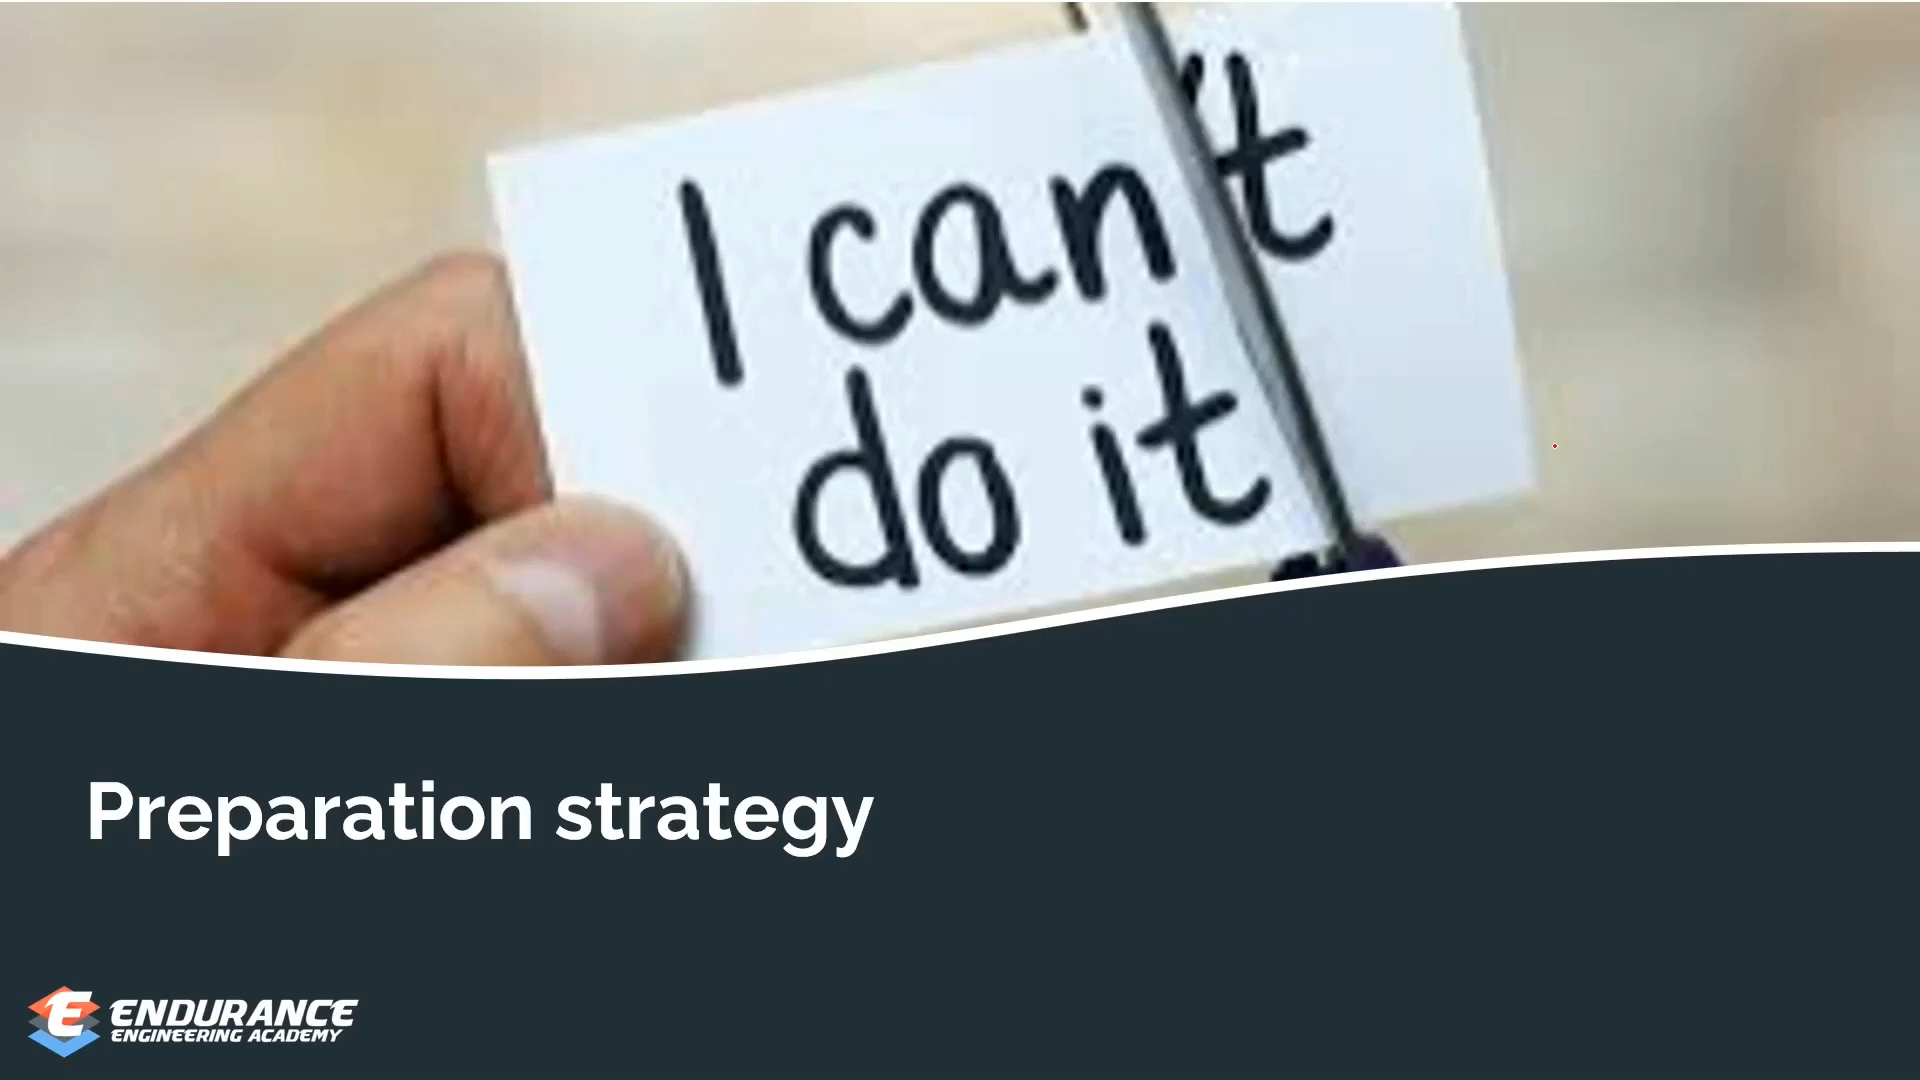 I can't
do it
Preparation strategy
ENDURANCE
ENGINEERING ACADEMY